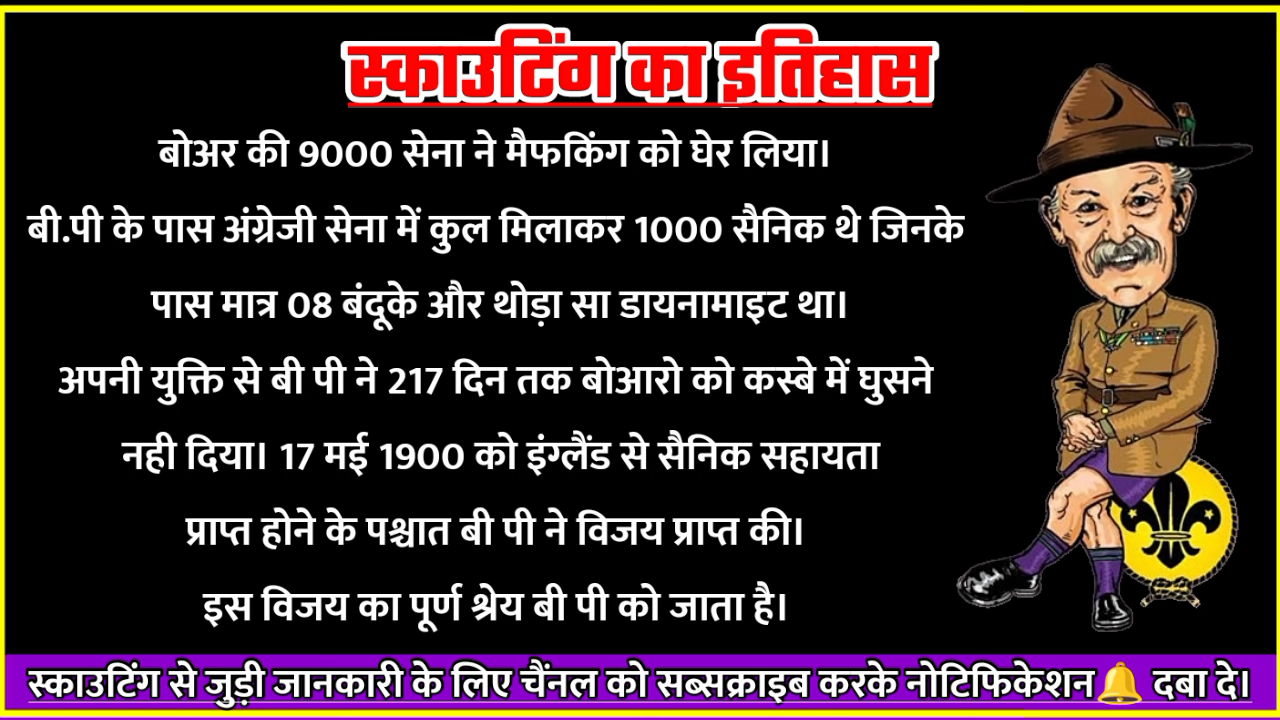 स्काउटिंग का इतिहास
बोअर की 9000 सेना ने मैफकिंग को घेर लिया।
बी.पी के पास अंग्रेजी सेना में कुल मिलाकर 1000 सैनिक थे जिनके
पास मात्र 08 बंदूके और थोड़ा सा डायनामाइट था।
अपनी युक्ति से बी पी ने 217 दिन तक बोआरो को कस्बे में घुसने
नही दिया। 17 मई 1900 को इंग्लैंड से सैनिक सहायता
प्राप्त होने के पश्चात बी पी ने विजय प्राप्त की।
इस विजय का पूर्ण श्रेय बी पी को जाता है।
स्काउटिंग से जुड़ी जानकारी के लिए चैंनल को सब्सक्राइब करके नोटिफिकेशन🔔 दबा दे।